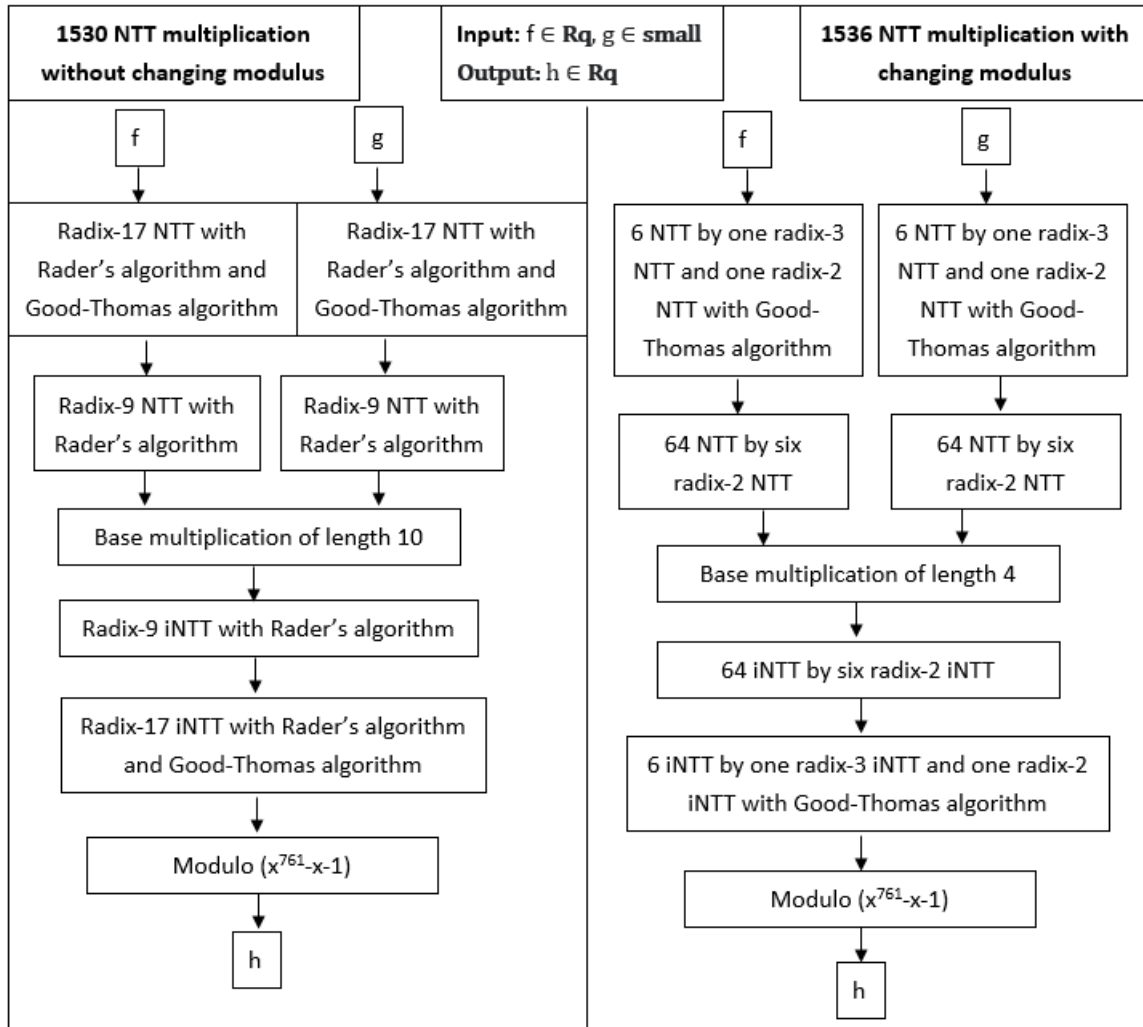 1530 NTT multiplication
without changing modulus
Input: f ∈ Rq, g ∈ small
Output: h ∈ Rq
1536 NTT multiplication with
changing modulus
f
g
Radix-17 NTT with
Rader’s algorithm and
Good-Thomas algorithm
Radix-17 NTT with
Rader’s algorithm and
Good-Thomas algorithm
Radix-9 NTT with
Rader’s algorithm
Radix-9 NTT with
Rader’s algorithm
Base multiplication of length 10
Radix-9 iNTT with Rader’s algorithm
Radix-17 iNTT with Rader’s algorithm
and Good-Thomas algorithm
Modulo (x^761-x-1)
h
f
g
6 NTT by one radix-3
NTT and one radix-2
NTT with Good-
Thomas algorithm
6 NTT by one radix-3
NTT and one radix-2
NTT with Good-
Thomas algorithm
64 NTT by six
radix-2 NTT
64 NTT by six
radix-2 NTT
Base multiplication of length 4
64 iNTT by six radix-2 iNTT
6 iNTT by one radix-3 iNTT and one radix-2
iNTT with Good-Thomas algorithm
Modulo (x^761-x-1)
h